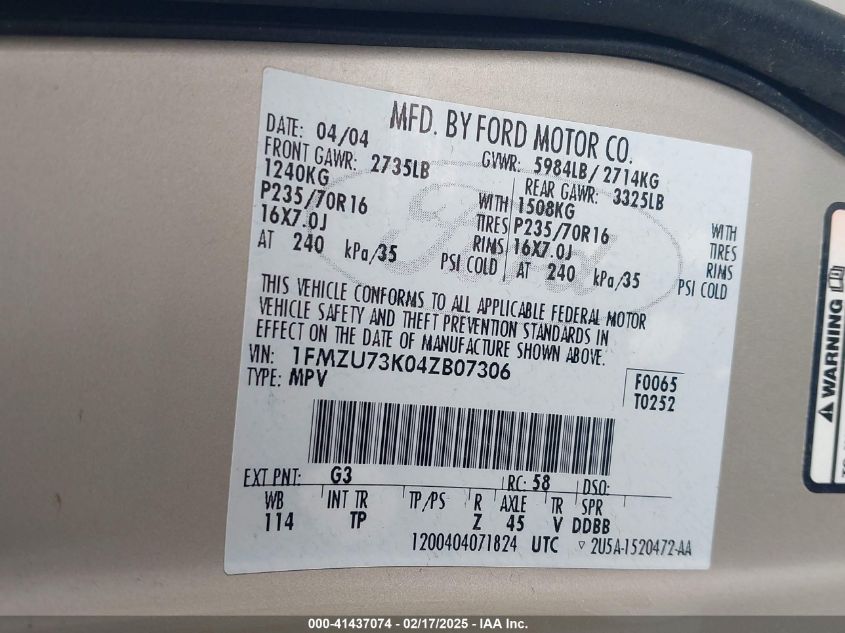 MFD. BY FORD MOTOR CO.
DATE: 04/04
GVWR: 5984LB/ 2714KG
FRONT GAWR: 2735LB
REAR GAWR: 3325LB
1240KG WITH
1508KG WITH
P235/70R16 TIRES
P235/70R16 TIRES
16X7.0J RIMS
16X7.0J RIMS
AT 240 kPa/35 PSI COLD
AT 240 kPa/35 PSI COLD
Ford
THIS VEHICLE CONFORMS TO ALL APPLICABLE FEDERAL MOTOR
VEHICLE SAFETY AND THEFT PREVENTION STANDARDS IN
EFFECT ON THE DATE OF MANUFACTURE SHOWN ABOVE.
VIN: 1FMZU73K04ZB07306
TYPE: MPV
F0065
T0252
EXT PNT: G3 RC: 58 DSO:
WB INT TR TP/PS R AXLE TR SPR
114 TP Z 45 V DDBB
1200404071824 UTC ▽ 2U5A-1520472-AA
WARNING
000-41437074 - 02/17/2025 - IAA Inc.